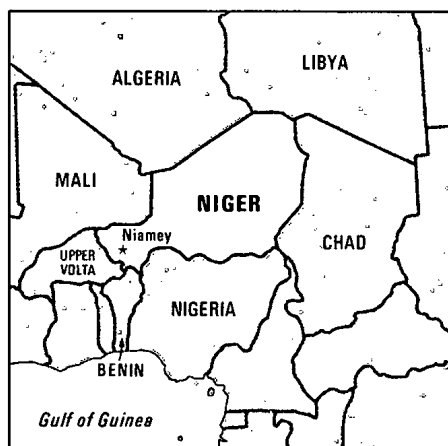 ALGERIA
LIBYA
MALI
NIGER
Niamey
UPPER
VOLTA
CHAD
NIGERIA
BENIN
Gulf of Guinea